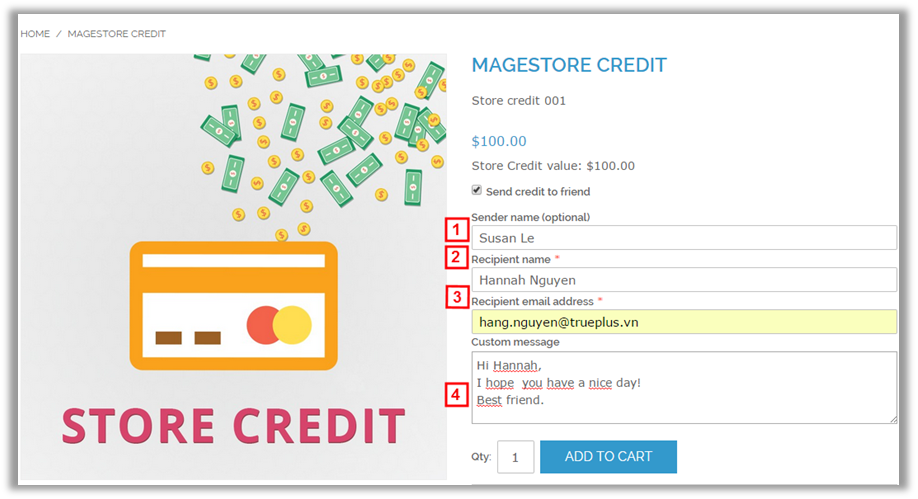 HOME / MAGESTORE CREDIT
STORE CREDIT
MAGESTORE CREDIT
Store credit 001
$100.00
Store Credit value: $100.00
Send credit to friend
Sender name (optional)
1
Susan Le
2
Recipient name *
Hannah Nguyen
3
Recipient email address *
hang.nguyen@trueplus.vn
Custom message
Hi Hannah,
I hope  you have a nice day!
4
Best friend.
Qty: 1 ADD TO CART